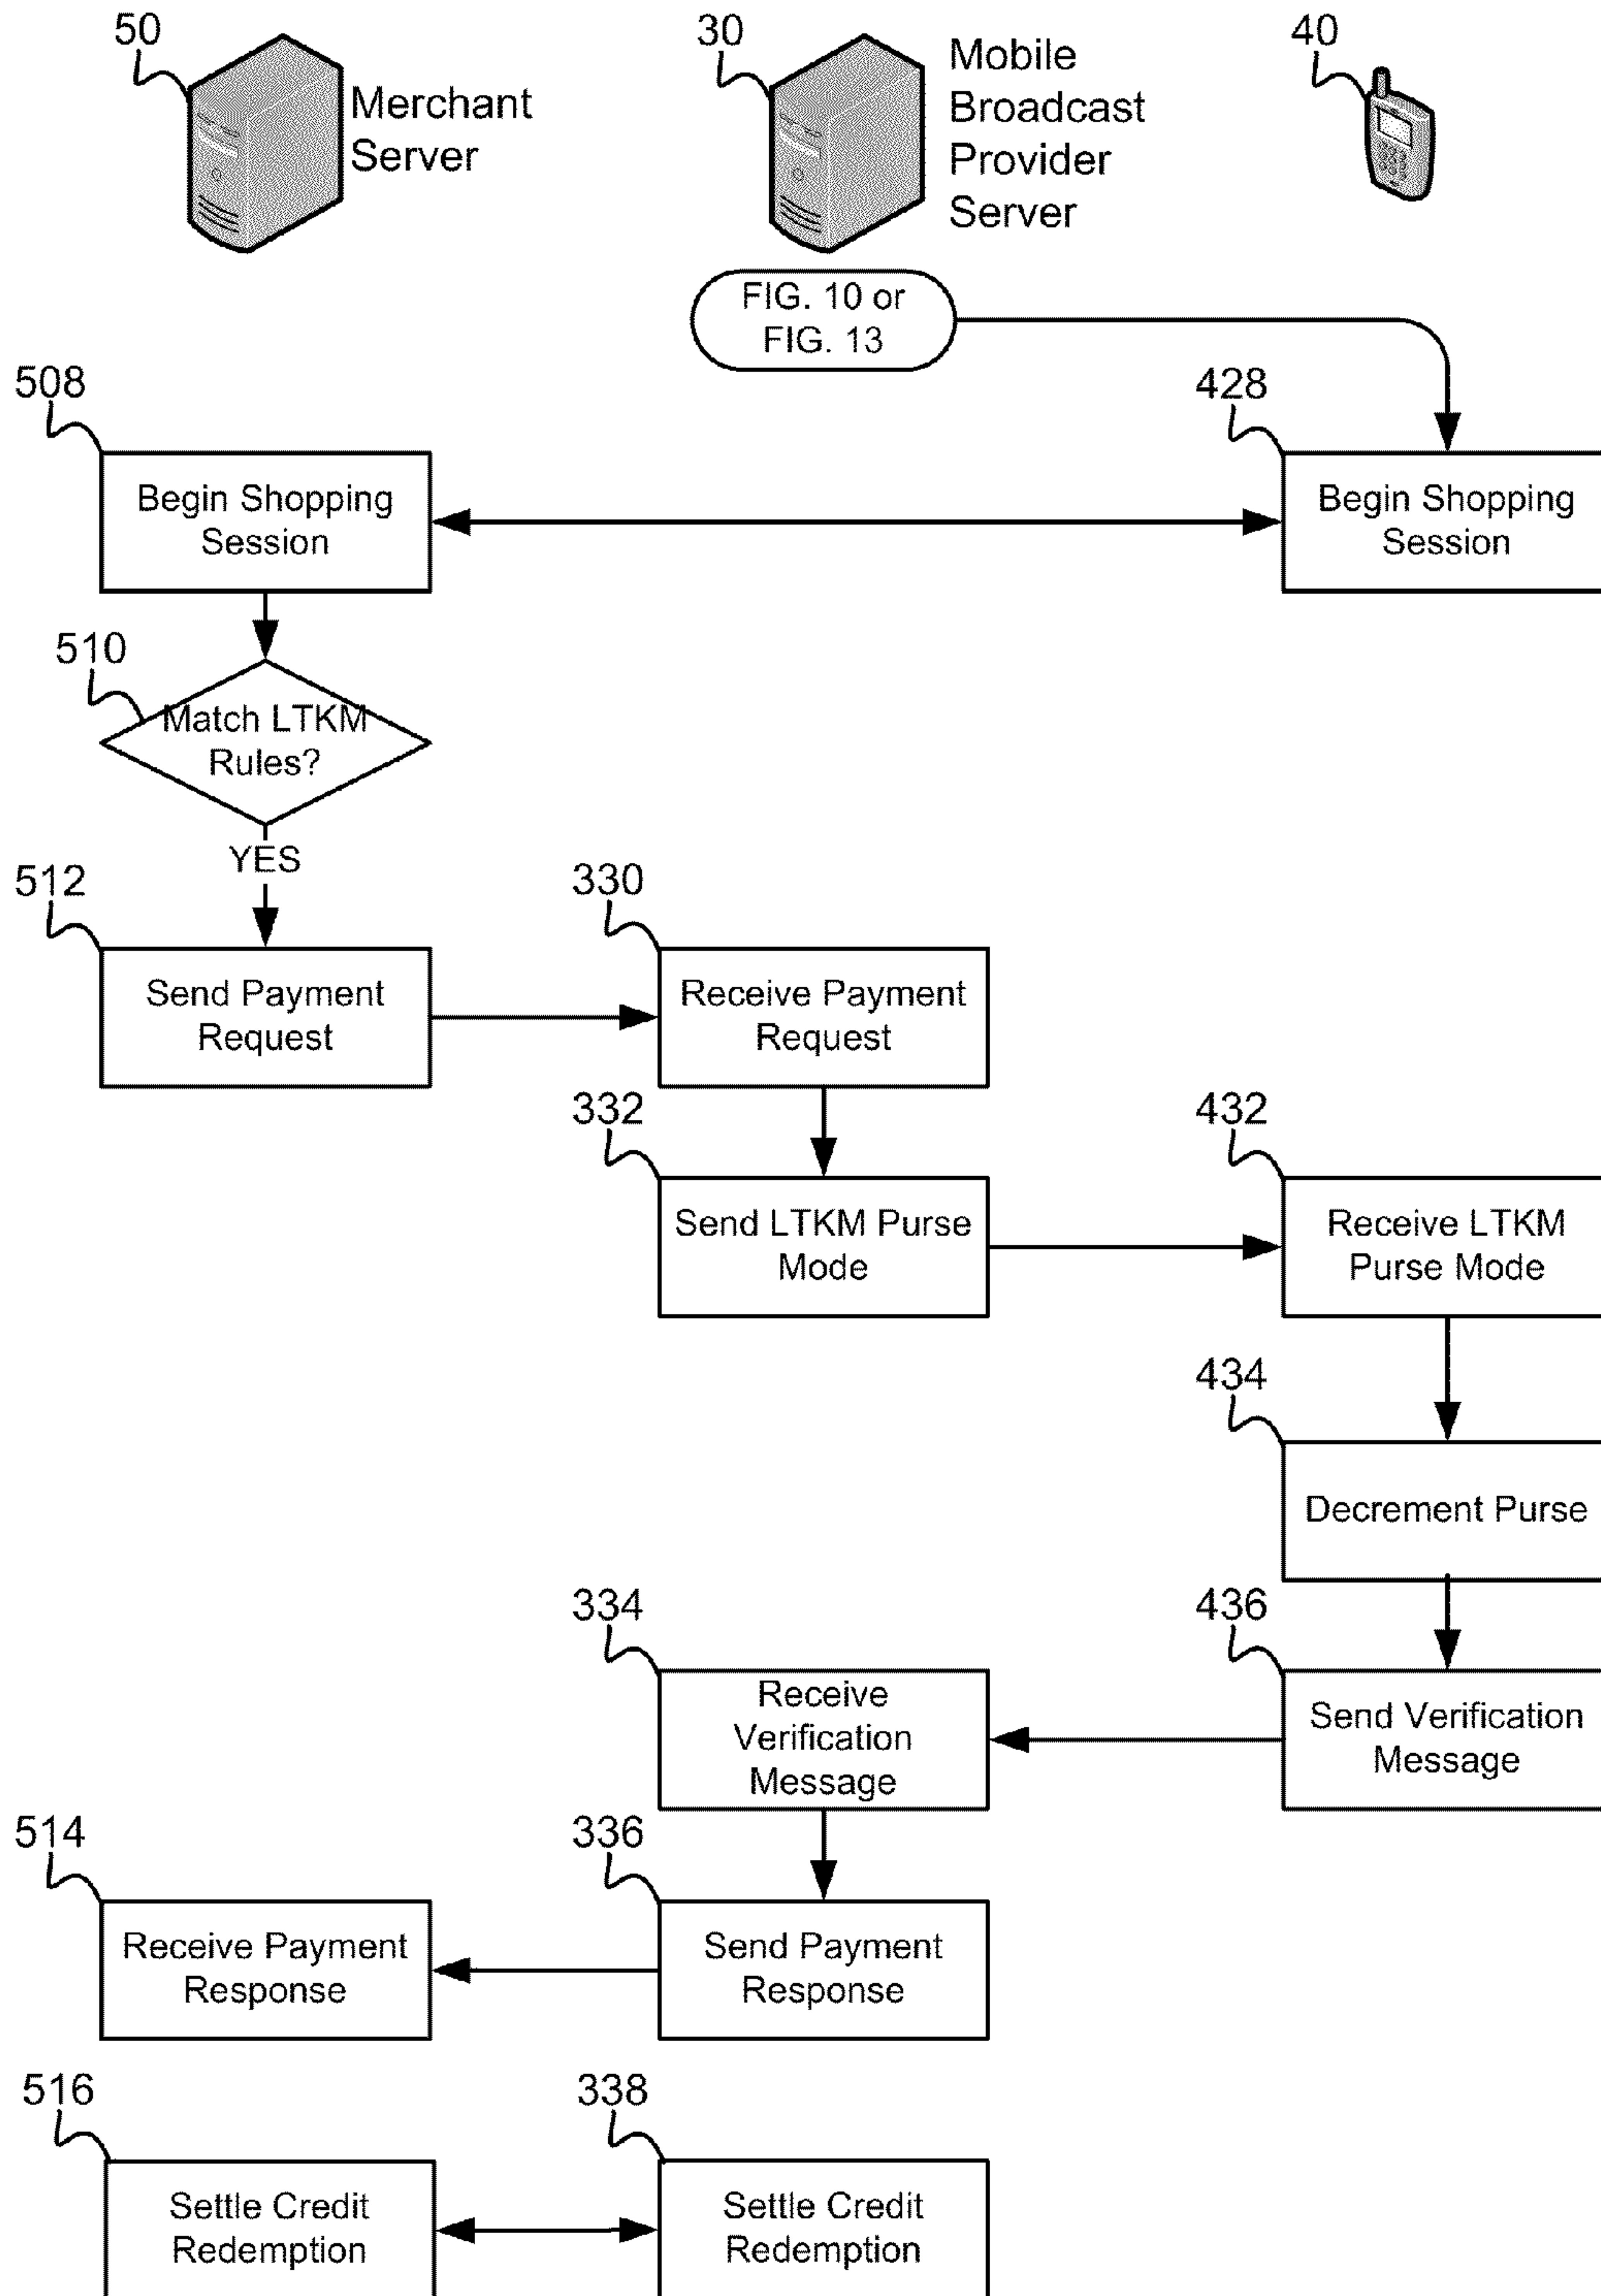 50
Merchant
Server
30
Mobile
Broadcast
Provider
Server
40
FIG. 10 or
FIG. 13
508
Begin Shopping
Session
428
Begin Shopping
Session
510
Match LTKM
Rules?
YES
512
Send Payment
Request
330
Receive Payment
Request
332
Send LTKM Purse
Mode
432
Receive LTKM
Purse Mode
434
Decrement Purse
334
Receive
Verification
Message
436
Send Verification
Message
514
Receive Payment
Response
336
Send Payment
Response
516
Settle Credit
Redemption
338
Settle Credit
Redemption